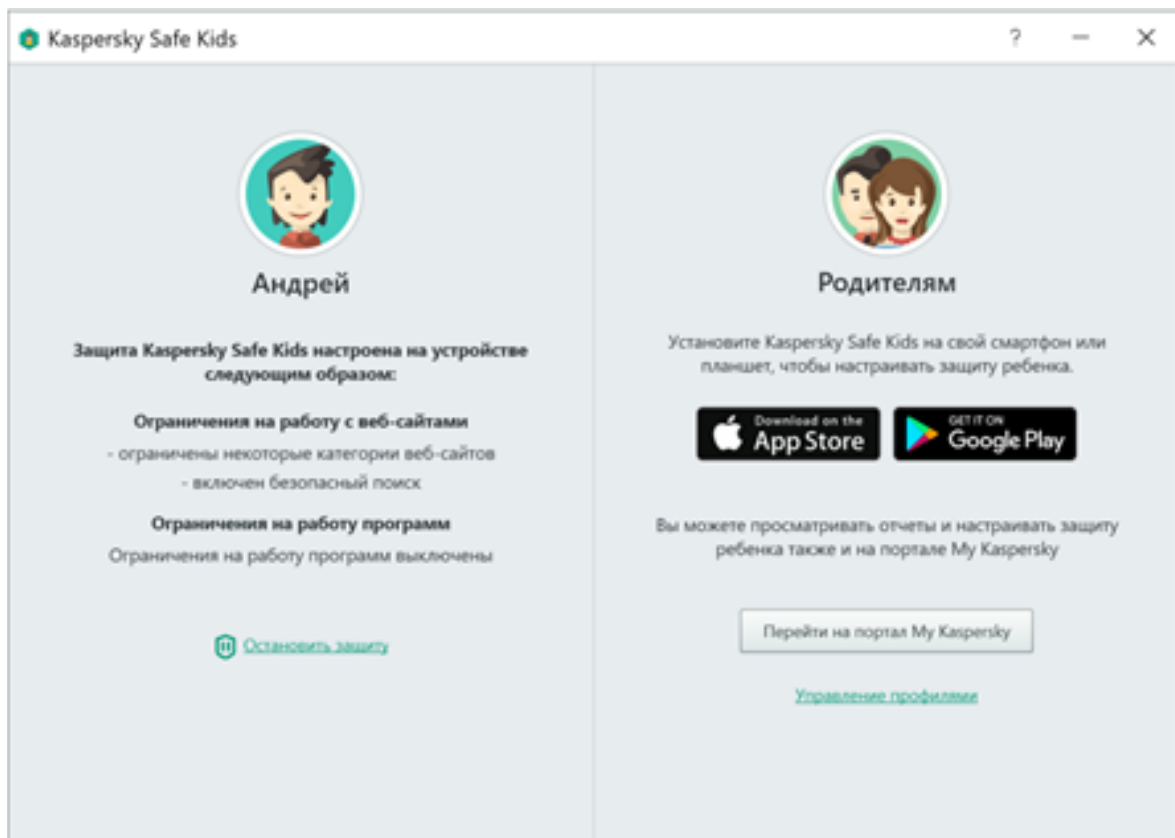 Kaspersky Safe Kids
?
Андрей
Защита Kaspersky Safe Kids настроена на устройстве
следующим образом:
Ограничения на работу с веб-сайтами
- ограничены некоторые категории веб-сайтов
- включен безопасный поиск
Ограничения на работу программ
Ограничения на работу программ выключены
Остановить защиту
Родителям
Установите Kaspersky Safe Kids на свой смартфон или
планшет, чтобы настраивать защиту ребенка.
Download on the
App Store
GET IT ON
Google Play
Вы можете просматривать отчеты и настраивать защиту
ребенка также и на портале My Kaspersky
Перейти на портал My Kaspersky
Управление профилями